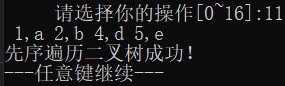 请选择你的操作[0~16]:11
1,a 2,b 4,d 5,e
先序遍历二叉树成功!
---任意键继续---